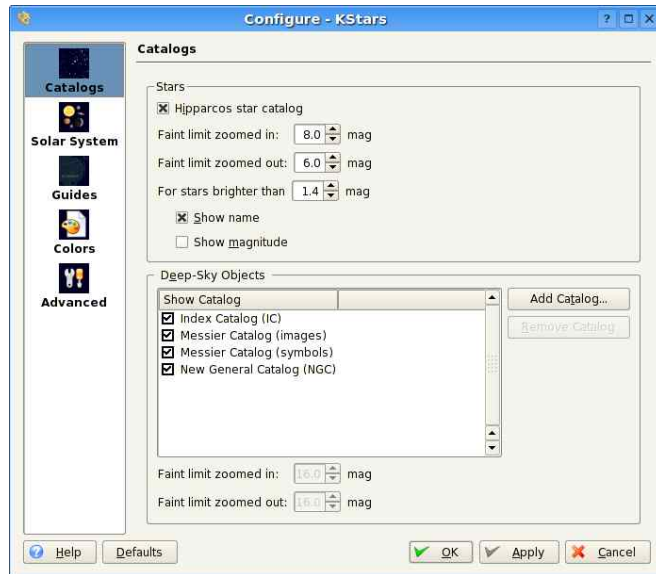 Configure - KStars
Catalogs
Solar System
Guides
Colors
Advanced
Catalogs
Stars
Hipparcos star catalog
Faint limit zoomed in: 8.0 mag
Faint limit zoomed out: 6.0 mag
For stars brighter than 1.4 mag
Show name
Show magnitude
Deep-Sky Objects
Show Catalog
Index Catalog (IC)
Messier Catalog (images)
Messier Catalog (symbols)
New General Catalog (NGC)
Add Catalog...
Remove Catalog
Faint limit zoomed in: 16.0 mag
Faint limit zoomed out: 16.0 mag
Help Defaults OK Apply Cancel